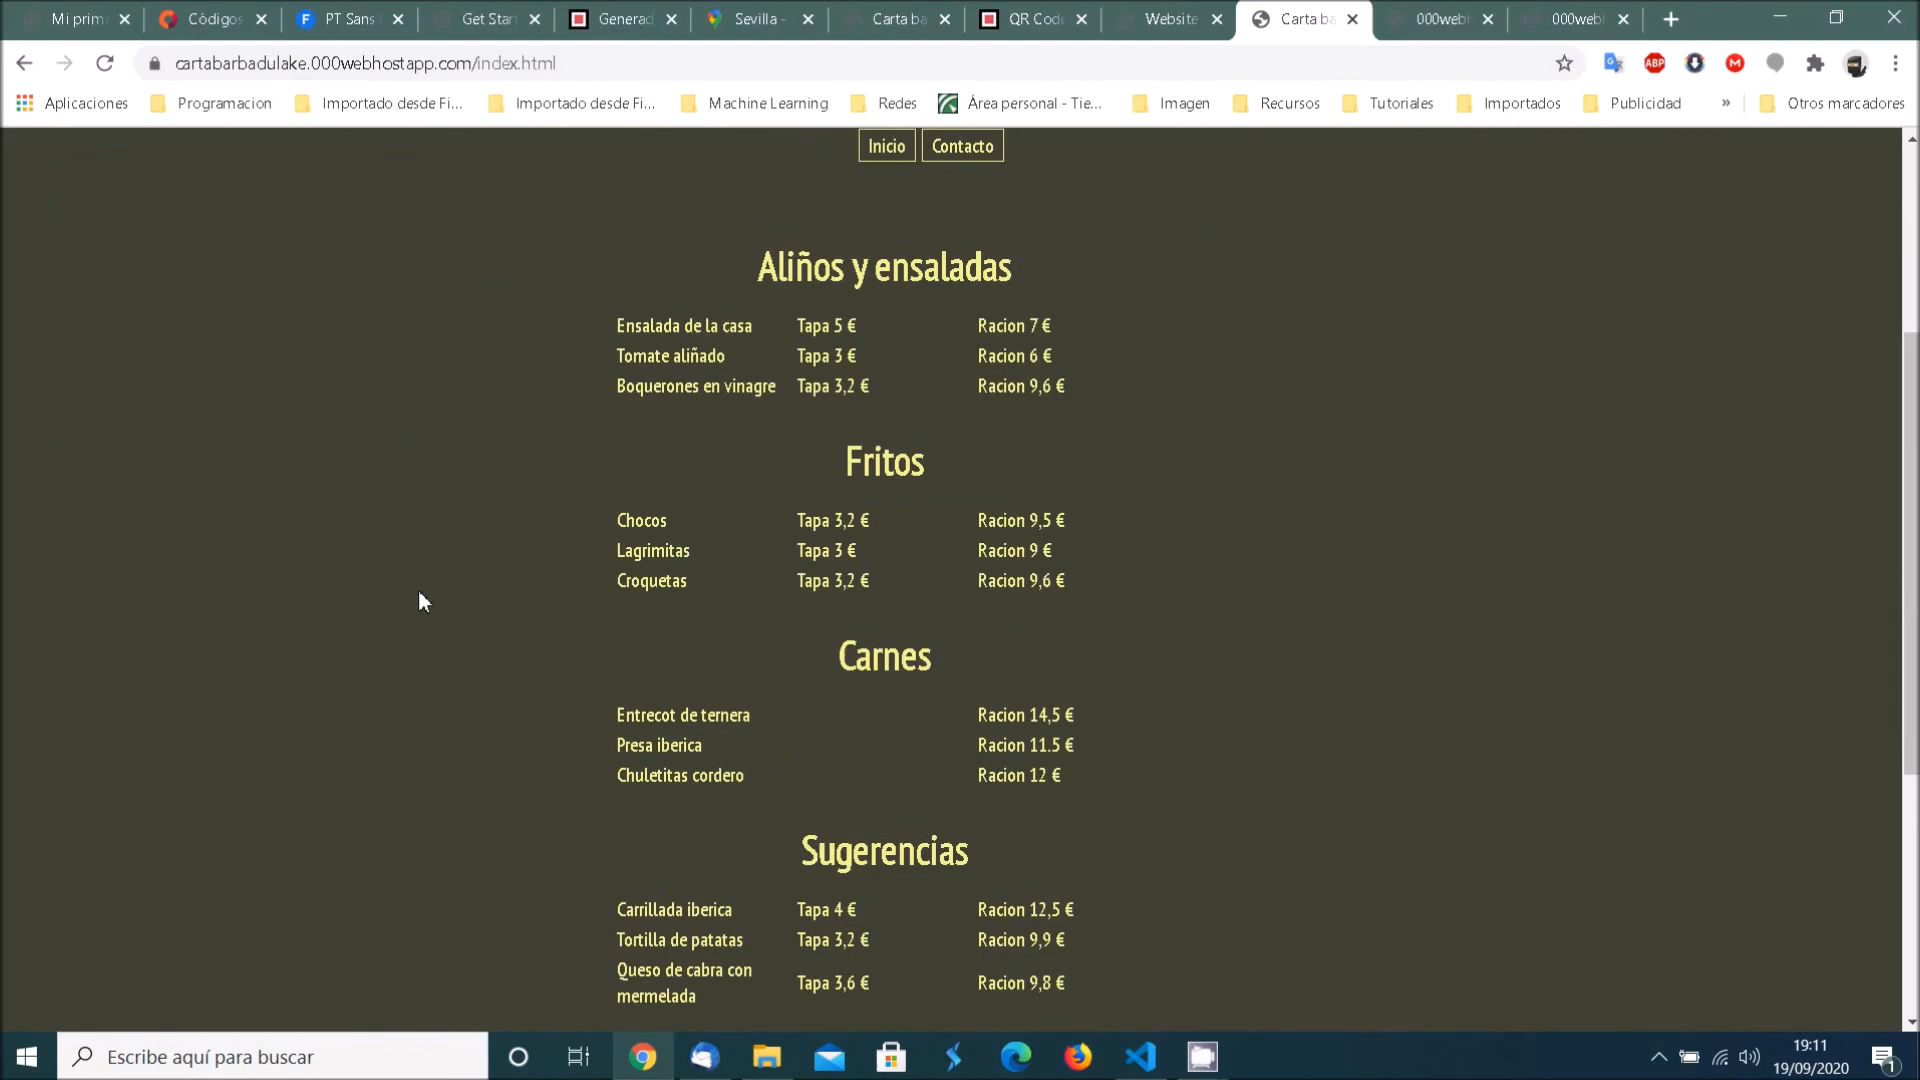 Mi prim Códigos PT Sans Get Star Generad Sevilla - Carta ba QR Code Website Carta ba 000webl 000webl
cartabarbadulake.000webhostapp.com/index.html
ABP M
Aplicaciones Programacion Importado desde Fi... Importado desde Fi... Machine Learning Redes Área personal - Tie... Imagen Recursos Tutoriales Importados Publicidad » Otros marcadores
Inicio Contacto
Aliños y ensaladas
Ensalada de la casa Tapa 5 € Racion 7 €
Tomate aliñado Tapa 3 € Racion 6 €
Boquerones en vinagre Tapa 3,2 € Racion 9,6 €
Fritos
Chocos Tapa 3,2 € Racion 9,5 €
Lagrimitas Tapa 3 € Racion 9 €
Croquetas Tapa 3,2 € Racion 9,6 €
Carnes
Entrecot de ternera Racion 14,5 €
Presa iberica Racion 11.5 €
Chuletitas cordero Racion 12 €
Sugerencias
Carrillada iberica Tapa 4 € Racion 12,5 €
Tortilla de patatas Tapa 3,2 € Racion 9,9 €
Queso de cabra con
mermelada Tapa 3,6 € Racion 9,8 €
Escribe aquí para buscar
19:11
19/09/2020
1